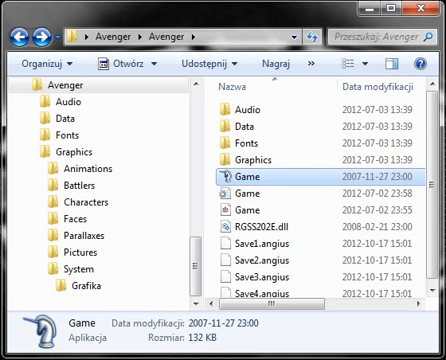 Avenger Avenger
Przeszukaj: Avenger
Organizuj Otwórz Udostępnij Nagraj »
Avenger
Audio
Data
Fonts
Graphics
Animations
Battlers
Characters
Faces
Parallaxes
Pictures
System
Grafika
Nazwa Data modyfikacji
Audio 2012-07-03 13:39
Data 2012-07-03 13:39
Fonts 2012-07-03 13:39
Graphics 2012-07-03 13:39
Game 2007-11-27 23:00
Game 2012-07-02 23:58
Game 2012-07-02 23:55
RGSS202E.dll 2008-02-21 23:00
Save1.angius 2012-10-17 15:01
Save2.angius 2012-10-17 15:01
Save3.angius 2012-10-17 15:01
Save4.angius 2012-10-17 15:01
Game Data modyfikacji: 2007-11-27 23:00
Aplikacja Rozmiar: 132 KB